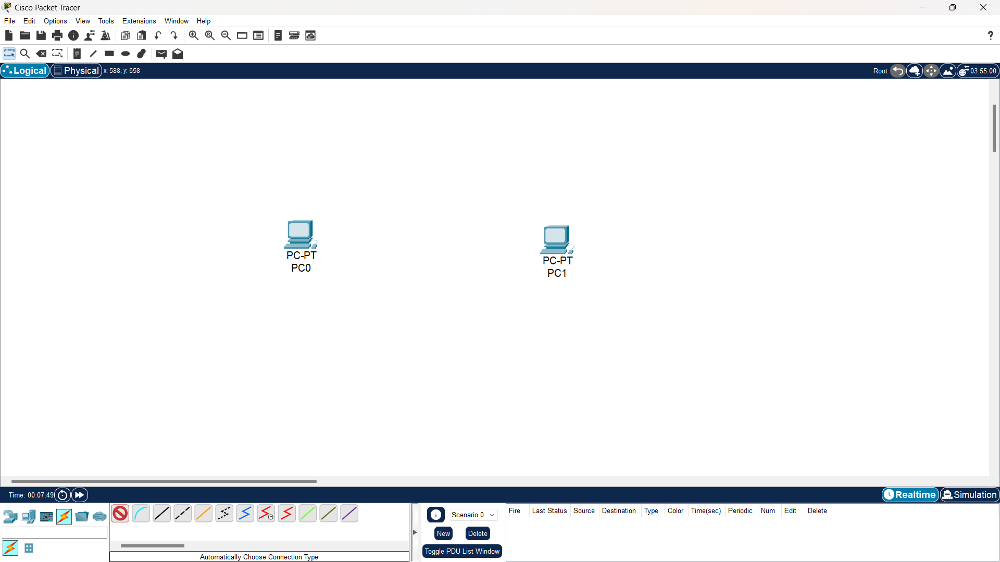 Cisco Packet Tracer
File Edit Options View Tools Extensions Window Help
Logical Physical x: 588, y: 658 Root 03:55:00
PC-PT
PC0
PC-PT
PC1
Time: 00:07:49 Realtime Simulation
Scenario 0
New Delete
Toggle PDU List Window
Fire Last Status Source Destination Type Color Time(sec) Periodic Num Edit Delete
Automatically Choose Connection Type